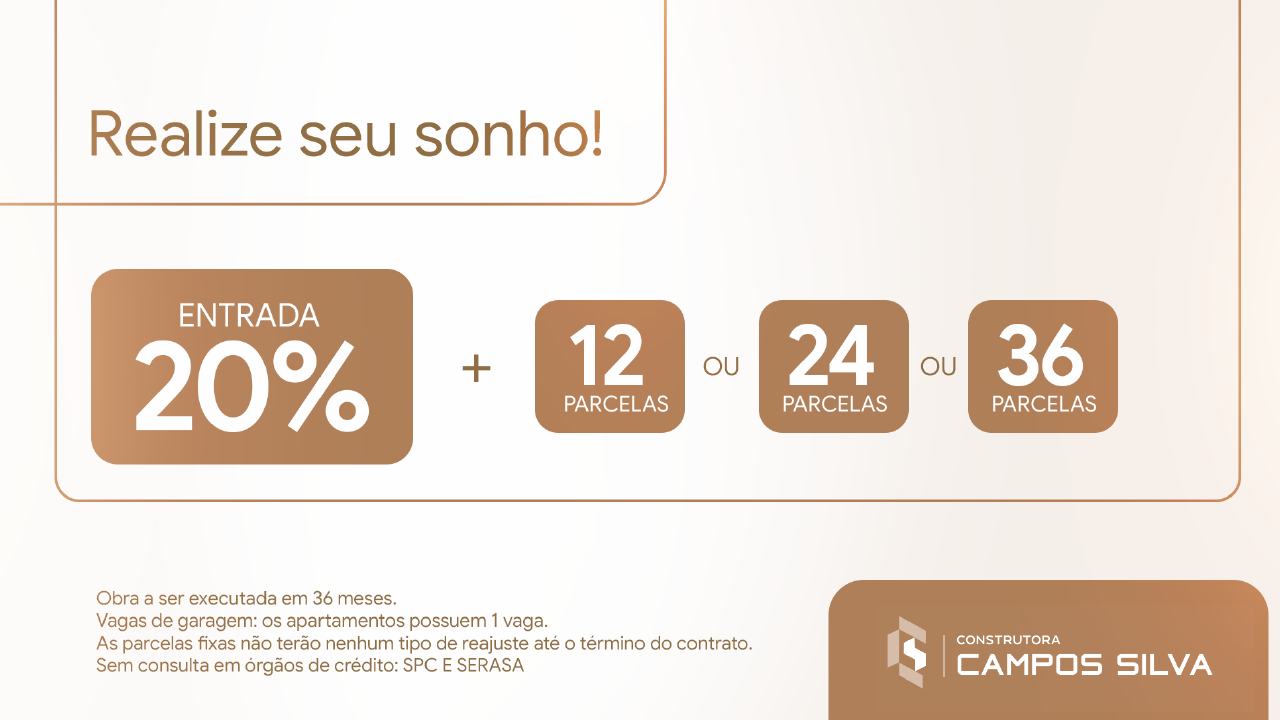 Realize seu sonho!
ENTRADA
20%
+
12
PARCELAS
OU
24
PARCELAS
OU
36
PARCELAS
Obra a ser executada em 36 meses.
Vagas de garagem: os apartamentos possuem 1 vaga.
As parcelas fixas não terão nenhum tipo de reajuste até o término do contrato.
Sem consulta em órgãos de crédito: SPC E SERASA
CONSTRUTORA
CAMPOS SILVA